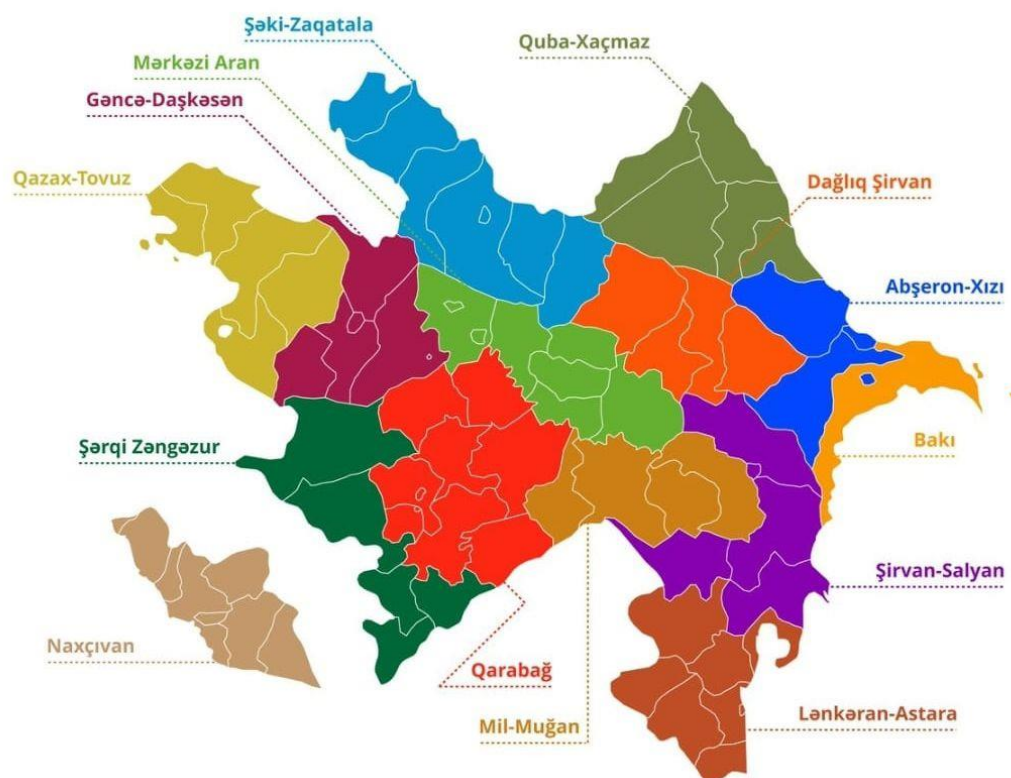 Şəki-Zaqatala
Quba-Xaçmaz
Mərkəzi Aran
Gəncə-Daşkəsən
Qazax-Tovuz
Dağlıq Şirvan
Abşeron-Xızı
Şərqi Zəngəzur
Bakı
Şirvan-Salyan
Naxçıvan
Qarabağ
Mil-Muğan
Lənkəran-Astara